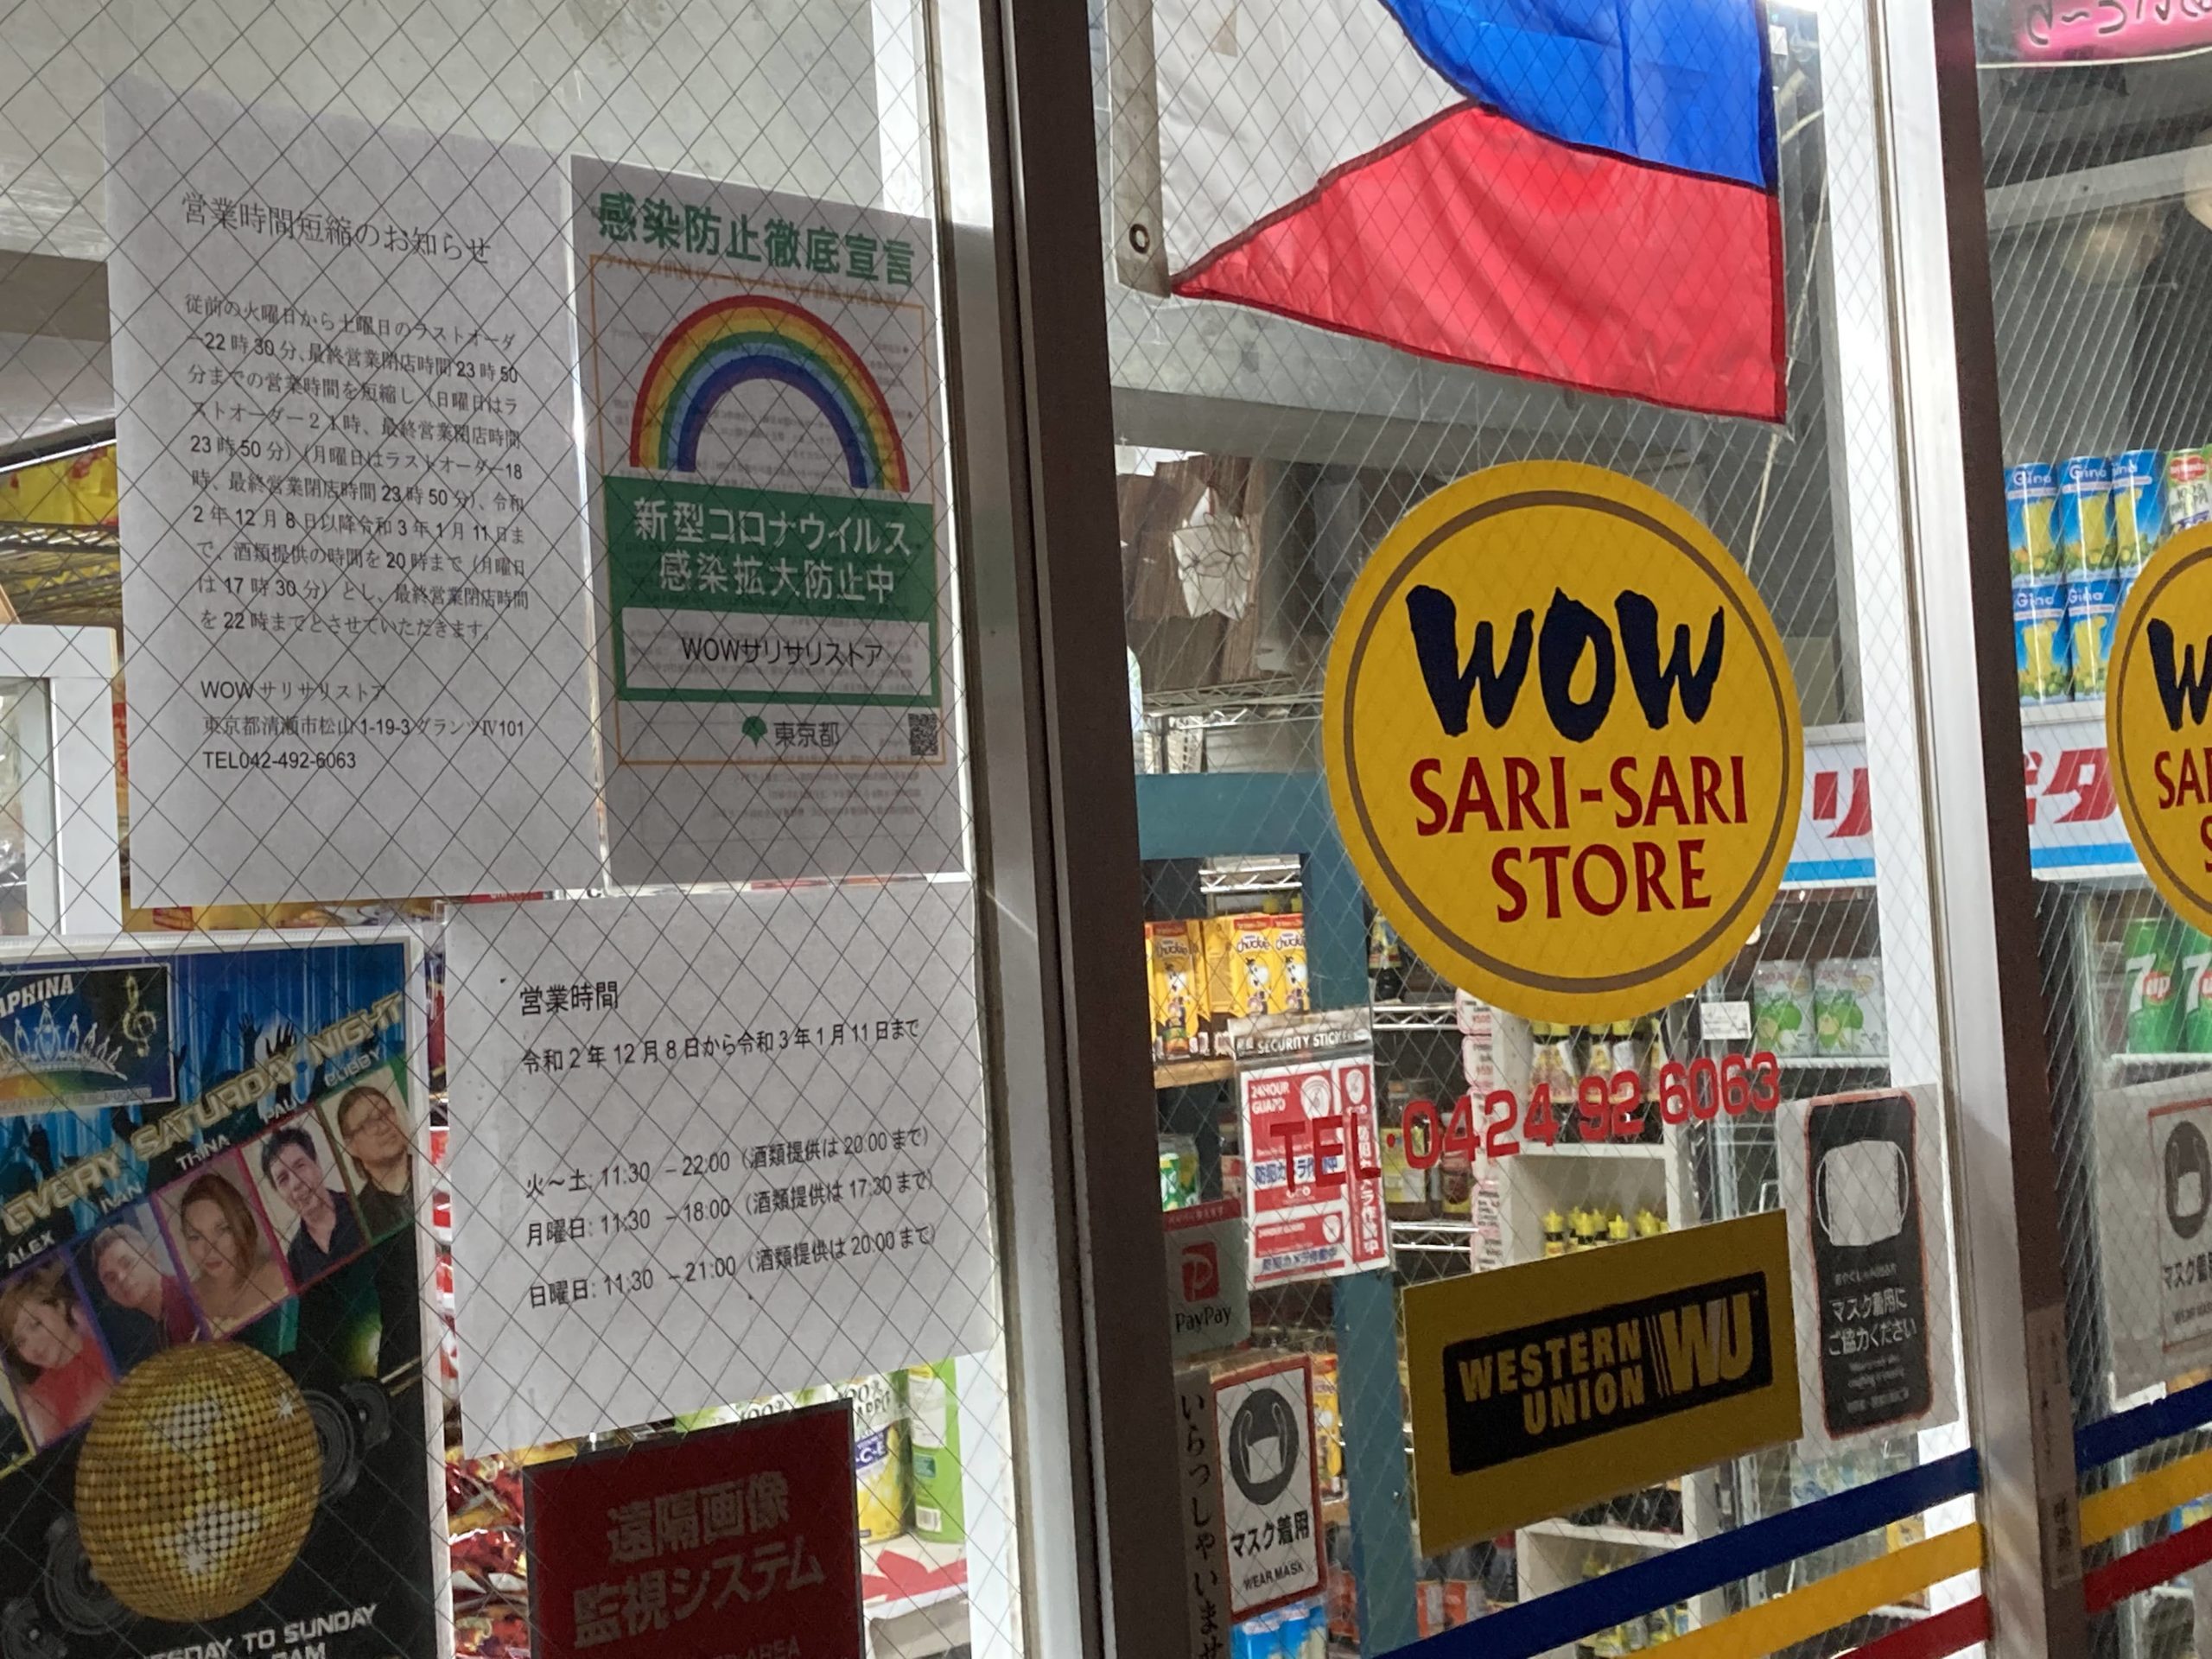 営業時間短縮のお知らせ
従前の火曜日から土曜日のラストオーダ
ー22時30分、最終営業閉店時間23時50
分までの営業時間を短縮し（日曜日はラ
ストオーダー２１時、最終営業閉店時間
23時50分）（月曜日はラストオーダー18
時、最終営業閉店時間23時50分）、令和
2年12月8日以降令和3年1月11日ま
で、酒類提供の時間を20時まで（月曜日
は17時30分）とし、最終営業閉店時間
を22時までとさせていただきます。
WOWサリサリストア
東京都清瀬市松山1-19-3グランツⅣ101
TEL042-492-6063
感染防止徹底宣言
新型コロナウイルス
感染拡大防止中
WOWサリサリストア
東京都
営業時間
令和2年12月8日から令和3年1月11日まで
火～土: 11:30 –22:00（酒類提供は20:00まで）
月曜日: 11:30 –18:00（酒類提供は17:30まで）
日曜日: 11:30 –21:00（酒類提供は20:00まで）
EVERY SATURDAY NIGHT
ALEX
IVAN
THINA
PAUL
BUBBY
TO SUNDAY
遠隔画像
監視システム
AREA
WOW
SARI-SARI
STORE
TEL・0424 92 6063
SECURITY STICKER
24HOUR
GUARD
PayPay
WESTERN
UNION WU
いらっしゃいませ
マスク着用
WEAR MASK
マスク着用に
ご協力ください
Gina
Gina
Gina
Gina
7up